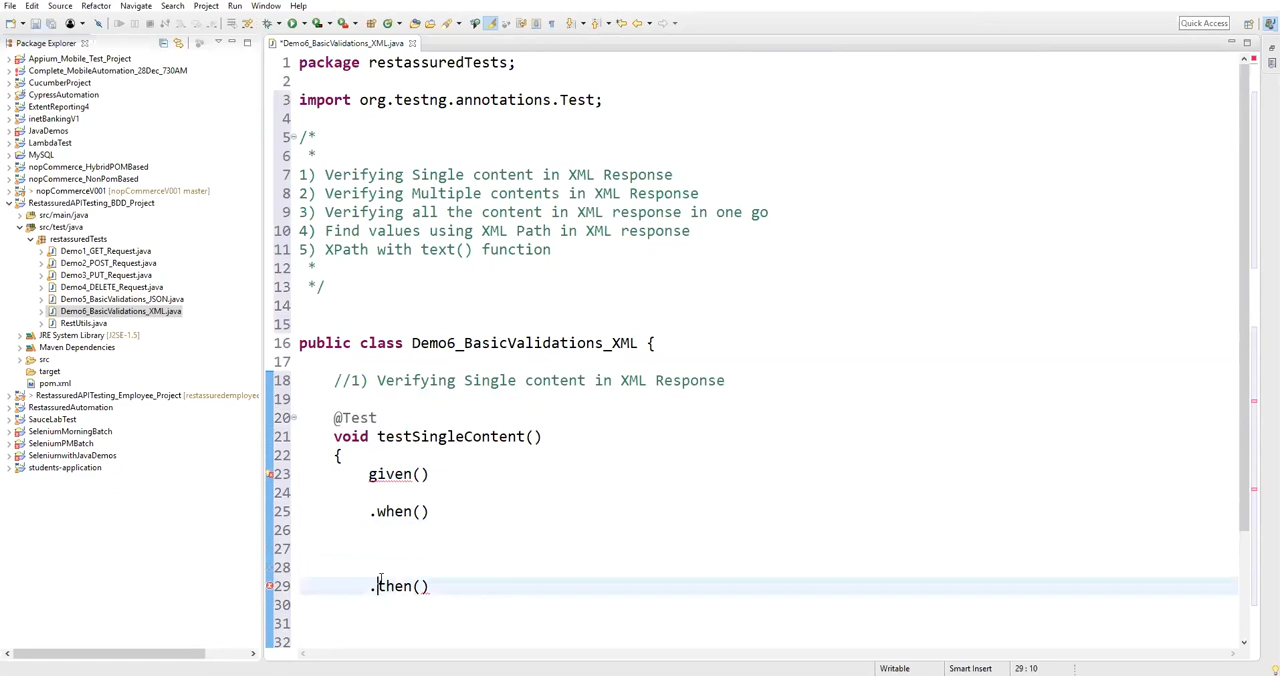 File Edit Source Refactor Navigate Search Project Run Window Help
Quick Access
Package Explorer
*Demo6_BasicValidations_XML.java
Appium_Mobile_Test_Project
Complete_MobileAutomation_28Dec_730AM
CucumberProject
CypressAutomation
ExtentReporting4
inetBankingV1
JavaDemos
LambdaTest
MySQL
nopCommerce_HybridPOMBased
nopCommerce_NonPomBased
> nopCommerceV001 [nopCommerceV001 master]
RestassuredAPITesting_BDD_Project
src/main/java
src/test/java
restassuredTests
Demo1_GET_Request.java
Demo2_POST_Request.java
Demo3_PUT_Request.java
Demo4_DELETE_Request.java
Demo5_BasicValidations_JSON.java
Demo6_BasicValidations_XML.java
RestUtils.java
JRE System Library [J2SE-1.5]
Maven Dependencies
src
target
pom.xml
> RestassuredAPITesting_Employee_Project [restassuredemploye
RestassuredAutomation
SauceLabTest
SeleniumMorningBatch
SeleniumPMBatch
SeleniumwithJavaDemos
students-application
1 package restassuredTests;
2
3 import org.testng.annotations.Test;
4
5 /*
6 *
7 1) Verifying Single content in XML Response
8 2) Verifying Multiple contents in XML Response
9 3) Verifying all the content in XML response in one go
10 4) Find values using XML Path in XML response
11 5) XPath with text() function
12 *
13 */
14
15
16 public class Demo6_BasicValidations_XML {
17
18 //1) Verifying Single content in XML Response
19
20 @Test
21 void testSingleContent()
22 {
23 given()
24
25 .when()
26
27
28
29 .then()
30
31
32
Writable Smart Insert 29 : 10